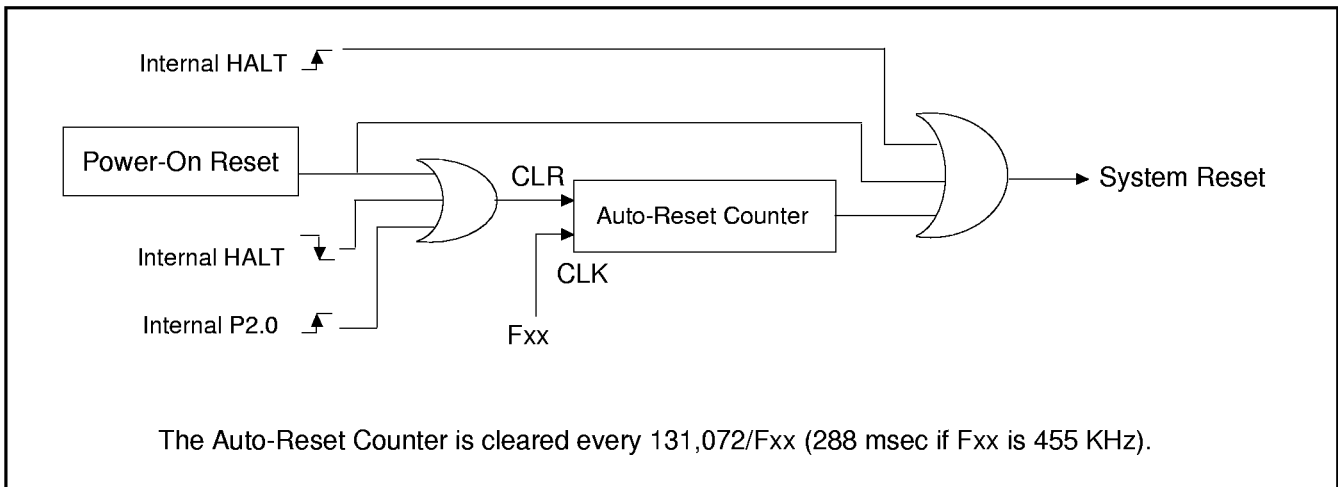 Internal HALT
Power-On Reset
CLR
System Reset
Auto-Reset Counter
Internal HALT
CLK
Internal P2.0
Fxx
The Auto-Reset Counter is cleared every 131,072/Fxx (288 msec if Fxx is 455 KHz).